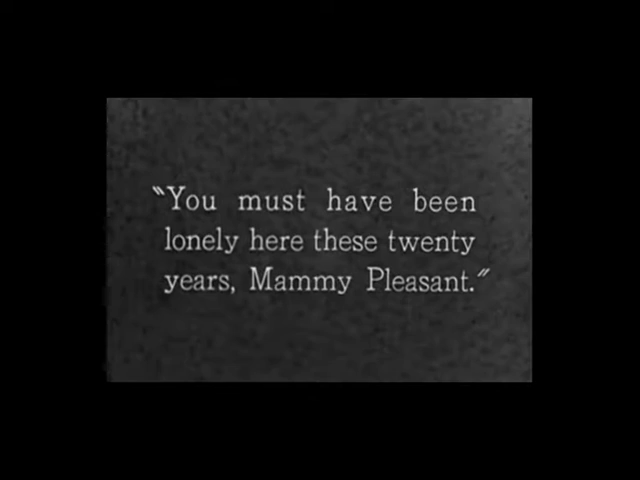 "You must have been
lonely here these twenty
years, Mammy Pleasant."